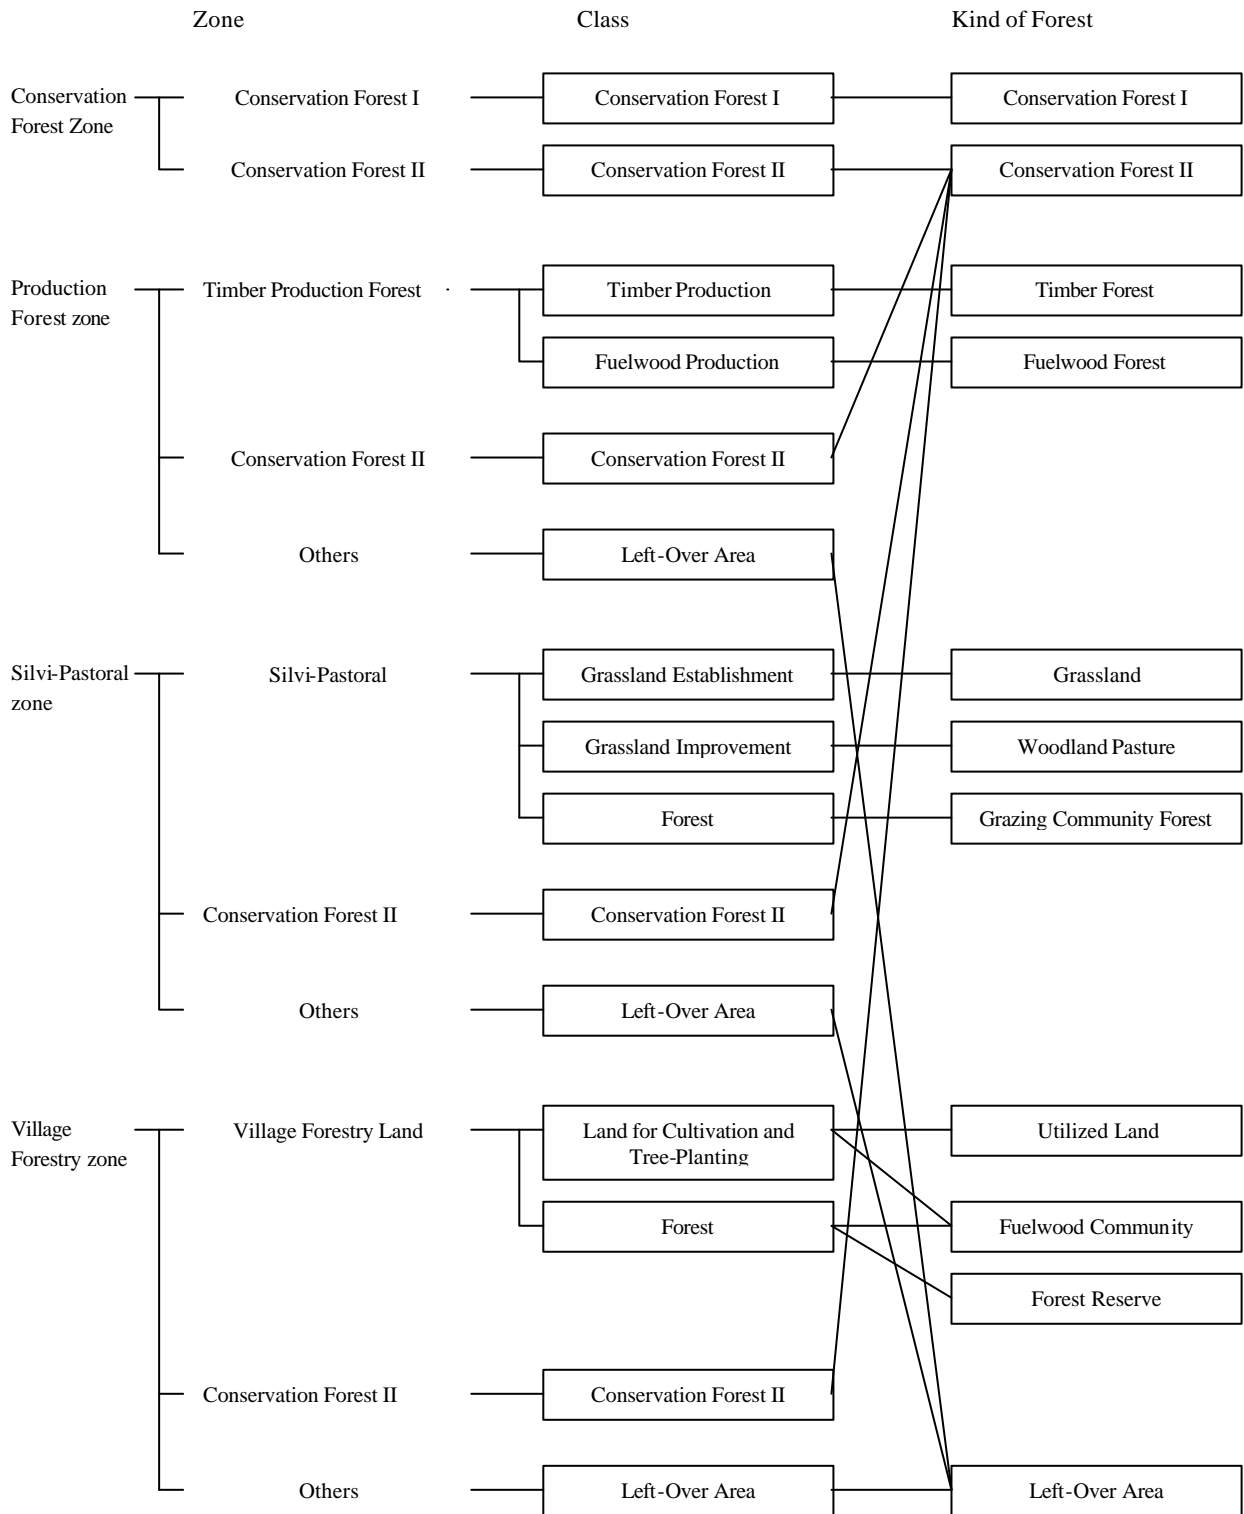 Zone Class Kind of Forest
Conservation Conservation Forest I Conservation Forest I Conservation Forest I
Forest Zone
Conservation Forest II Conservation Forest II Conservation Forest II
Production Timber Production Forest Timber Production Timber Forest
Forest zone
Fuelwood Production Fuelwood Forest
Conservation Forest II Conservation Forest II
Others Left-Over Area
Silvi-Pastoral Silvi-Pastoral Grassland Establishment Grassland
zone
Grassland Improvement Woodland Pasture
Forest Grazing Community Forest
Conservation Forest II Conservation Forest II
Others Left-Over Area
Village Village Forestry Land Land for Cultivation and Utilized Land
Forestry zone Tree-Planting
Forest Fuelwood Community
Forest Reserve
Conservation Forest II Conservation Forest II
Others Left-Over Area Left-Over Area